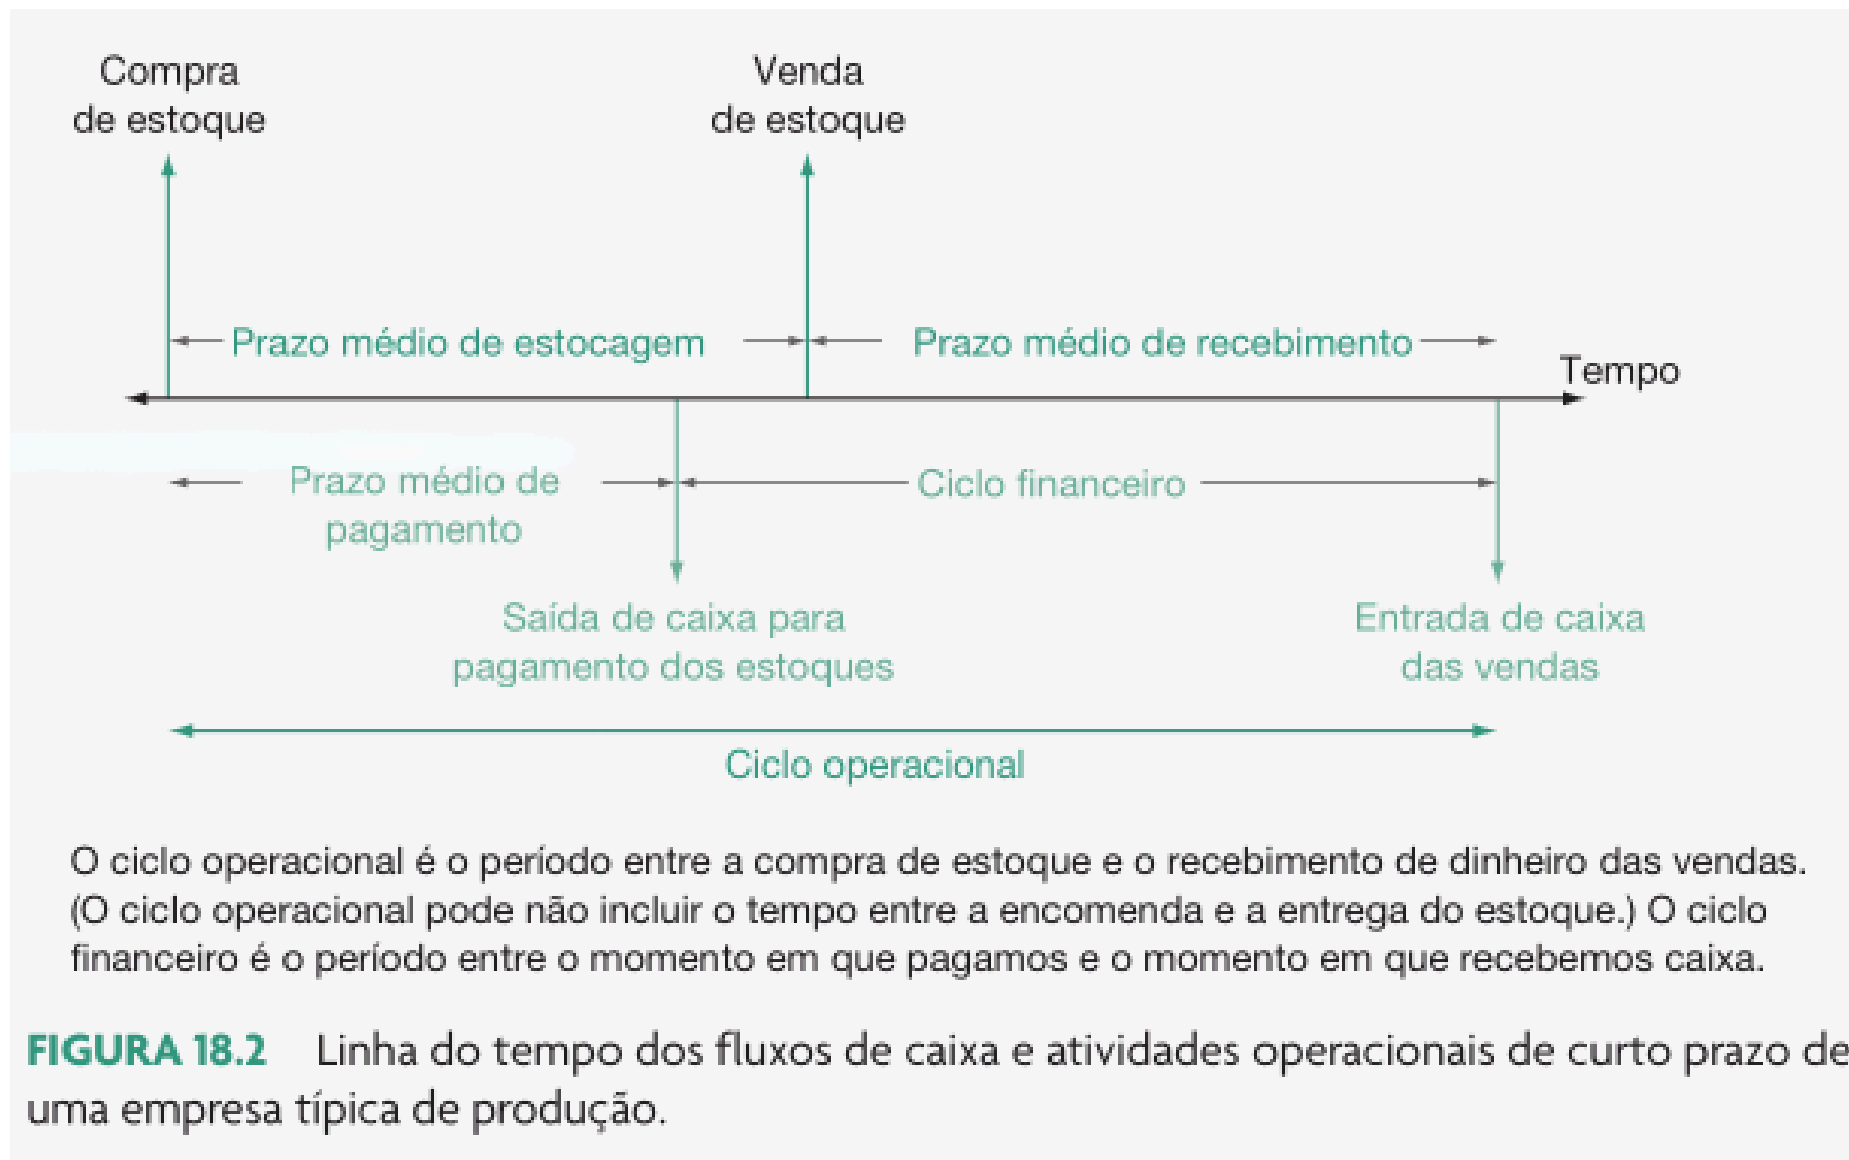 Compra
de estoque
Venda
de estoque
Prazo médio de estocagem
Prazo médio de recebimento
Tempo
Prazo médio de
pagamento
Ciclo financeiro
Saída de caixa para
pagamento dos estoques
Entrada de caixa
das vendas
Ciclo operacional
O ciclo operacional é o período entre a compra de estoque e o recebimento de dinheiro das vendas.
(O ciclo operacional pode não incluir o tempo entre a encomenda e a entrega do estoque.) O ciclo
financeiro é o período entre o momento em que pagamos e o momento em que recebemos caixa.
FIGURA 18.2 Linha do tempo dos fluxos de caixa e atividades operacionais de curto prazo de
uma empresa típica de produção.